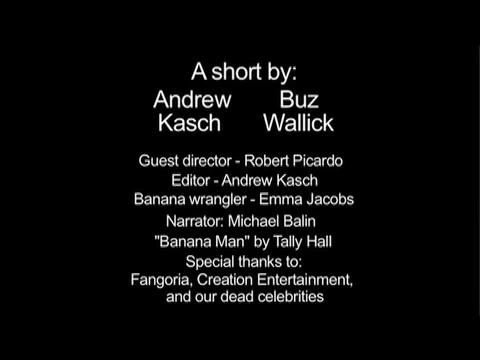 A short by:
Andrew Buz
Kasch Wallick
Guest director - Robert Picardo
Editor - Andrew Kasch
Banana wrangler - Emma Jacobs
Narrator: Michael Balin
"Banana Man" by Tally Hall
Special thanks to:
Fangoria, Creation Entertainment,
and our dead celebrities